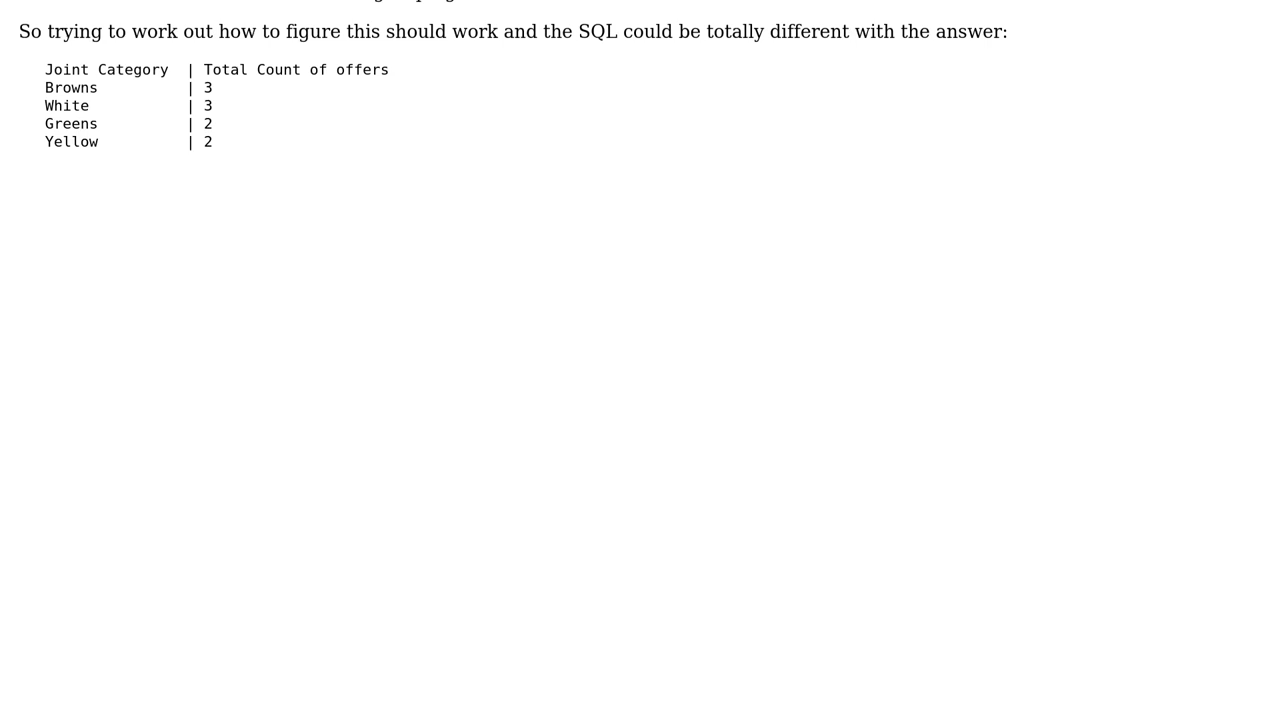 So trying to work out how to figure this should work and the SQL could be totally different with the answer:
Joint Category  | Total Count of offers
Browns          | 3
White           | 3
Greens          | 2
Yellow          | 2